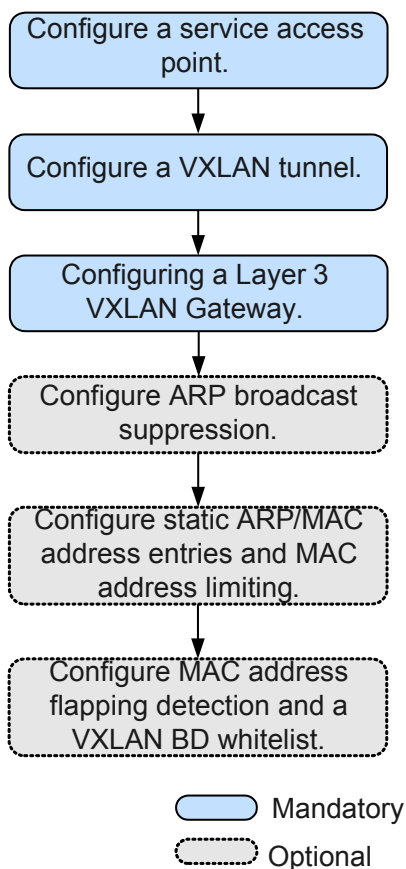 Configure a service access
point.
Configure a VXLAN tunnel.
Configuring a Layer 3
VXLAN Gateway.
Configure ARP broadcast
suppression.
Configure static ARP/MAC
address entries and MAC
address limiting.
Configure MAC address
flapping detection and a
VXLAN BD whitelist.
Mandatory
Optional